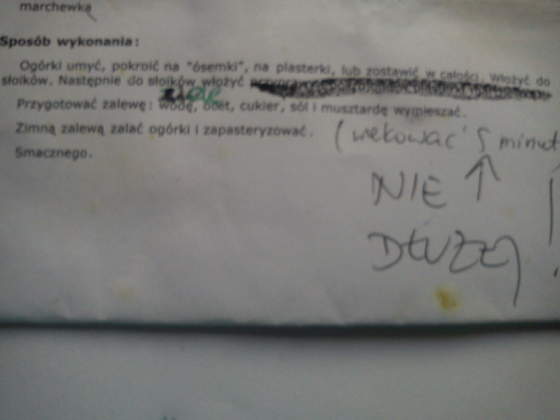 marchewką
Sposób wykonania:
Ogórki umyć, pokroić na "ósemki", na plasterki, lub zostawić w całości. Włożyć do
słoików. Następnie do słoików włożyć
Przygotować zalewę: wodę, ocet, cukier, sól i musztardę wymieszać.
Zimną zalewą zalać ogórki i zapasteryzować. (wekować 5 minut
Smacznego.
NIE
DŁUŻEJ !